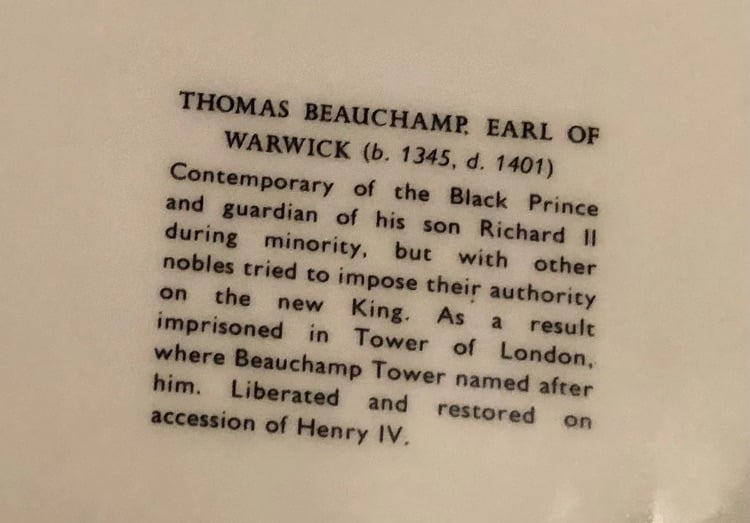 THOMAS BEAUCHAMP, EARL OF
WARWICK (b. 1345, d. 1401)
Contemporary of the Black Prince
and guardian of his son Richard II
during minority, but with other
nobles tried to impose their authority
on the new King. As a result
imprisoned in Tower of London,
where Beauchamp Tower named after
him. Liberated and restored on
accession of Henry IV.